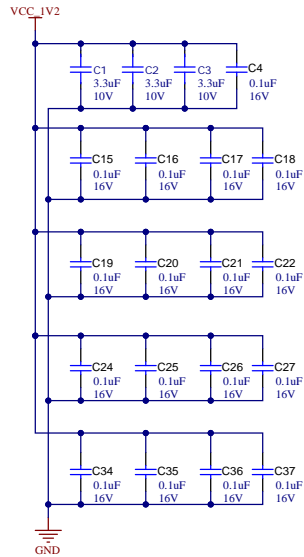 VCC_1V2
C1 C2 C3 C4
3.3uF 3.3uF 3.3uF 0.1uF
10V 10V 10V 16V
C15 C16 C17 C18
0.1uF 0.1uF 0.1uF 0.1uF
16V 16V 16V 16V
C19 C20 C21 C22
0.1uF 0.1uF 0.1uF 0.1uF
16V 16V 16V 16V
C24 C25 C26 C27
0.1uF 0.1uF 0.1uF 0.1uF
16V 16V 16V 16V
C34 C35 C36 C37
0.1uF 0.1uF 0.1uF 0.1uF
16V 16V 16V 16V
GND